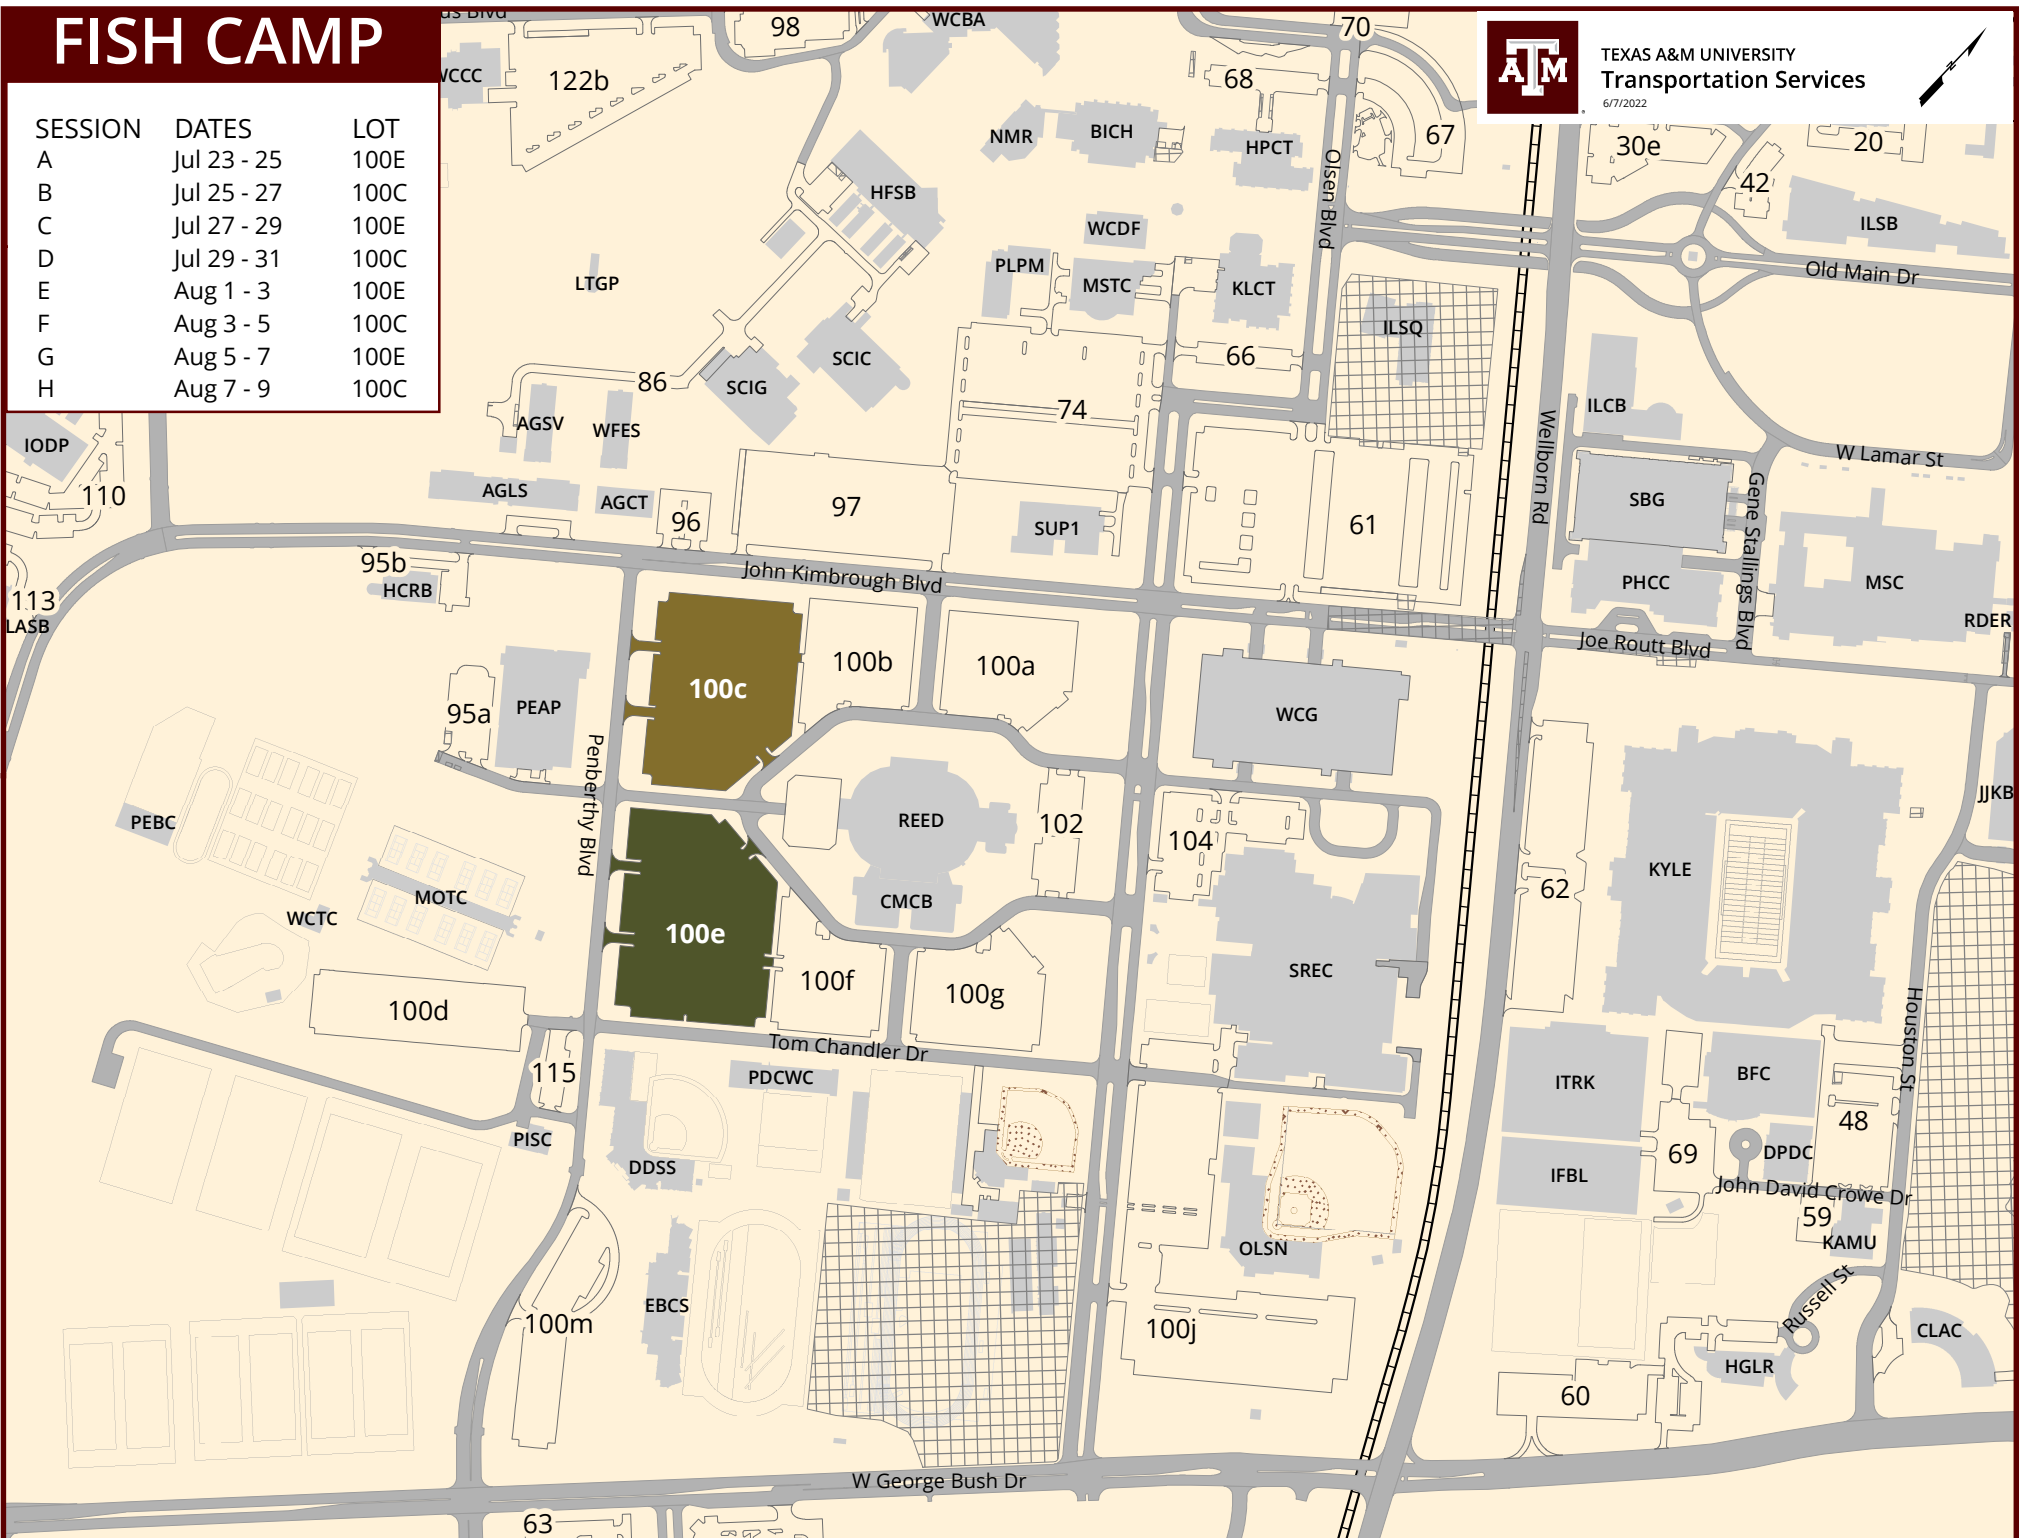 FISH CAMP
SESSION DATES LOT
A Jul 23 - 25 100E
B Jul 25 - 27 100C
C Jul 27 - 29 100E
D Jul 29 - 31 100C
E Aug 1 - 3 100E
F Aug 3 - 5 100C
G Aug 5 - 7 100E
H Aug 7 - 9 100C
TEXAS A&M UNIVERSITY
Transportation Services
6/7/2022
ATM
Blvd
98
WCBA
70
122b
68
67
NMR
BICH
HPCT
30e
20
42
HFSB
Olsen Blvd
ILSB
WCDF
PLPM
MSTC
KLCT
LTGP
Old Main Dr
ILSQ
SCIC
66
86
SCIG
74
ILCB
AGSV
WFES
IODP
Wellborn Rd
W Lamar St
110
AGLS
AGCT
96
97
SUP1
61
SBG
Gene Stallings Blvd
95b
HCRB
John Kimbrough Blvd
PHCC
MSC
113
LASB
RDER
Joe Routt Blvd
100c
100b
100a
95a
PEAP
WCG
Penberthy Blvd
PEBC
REED
102
104
JJKB
MOTC
WCTC
CMCB
62
KYLE
100e
100f
100g
SREC
100d
Houston St
Tom Chandler Dr
115
PDCWC
ITRK
BFC
48
PISC
DDSS
IFBL
69
DPDC
John David Crowe Dr
59
KAMU
OLSN
EBCS
100m
100j
Russell St
CLAC
HGLR
60
W George Bush Dr
63